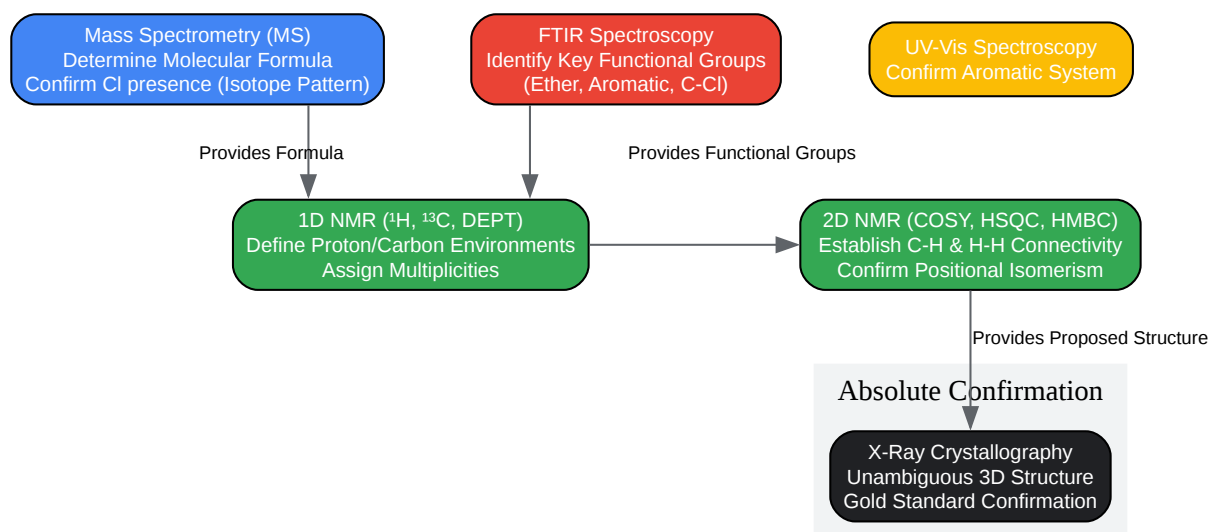 Mass Spectrometry (MS)
Determine Molecular Formula
Confirm Cl presence (Isotope Pattern)
FTIR Spectroscopy
Identify Key Functional Groups
(Ether, Aromatic, C-Cl)
UV-Vis Spectroscopy
Confirm Aromatic System
Provides Formula
Provides Functional Groups
1D NMR (¹H, ¹³C, DEPT)
Define Proton/Carbon Environments
Assign Multiplicities
2D NMR (COSY, HSQC, HMBC)
Establish C-H & H-H Connectivity
Confirm Positional Isomerism
Provides Proposed Structure
Absolute Confirmation
X-Ray Crystallography
Unambiguous 3D Structure
Gold Standard Confirmation